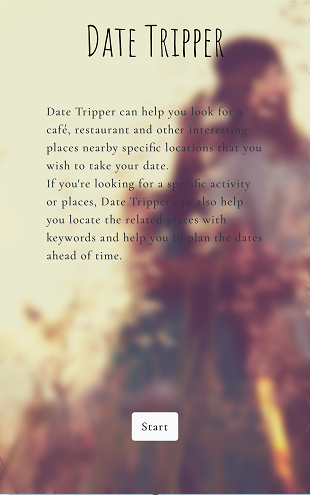 Date Tripper
Date Tripper can help you look for a
café, restaurant and other interesting
places nearby specific locations that you
wish to take your date.
If you're looking for a specific activity
or places, Date Tripper can also help
you locate the related places with
keywords and help you to plan the dates
ahead of time.
Start